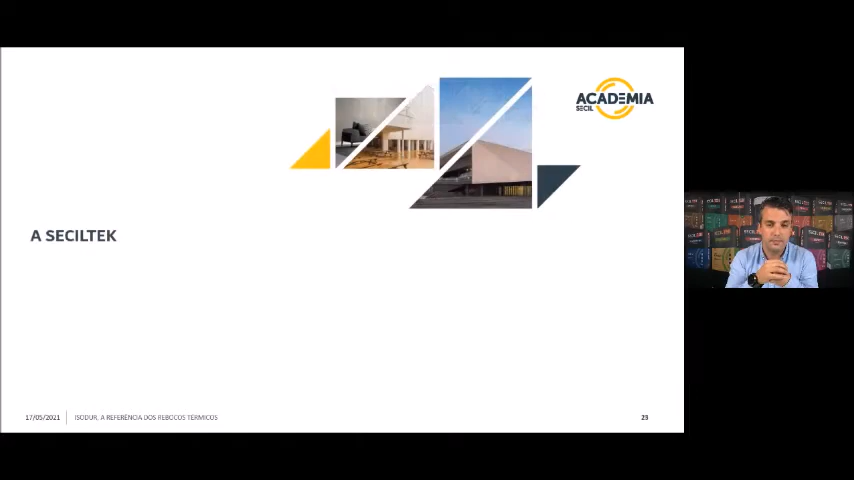 ACADEMIA
SECIL
A SECILTEK
17/05/2021
ISODUR, A REFERÊNCIA DOS REBOCOS TÉRMICOS
23